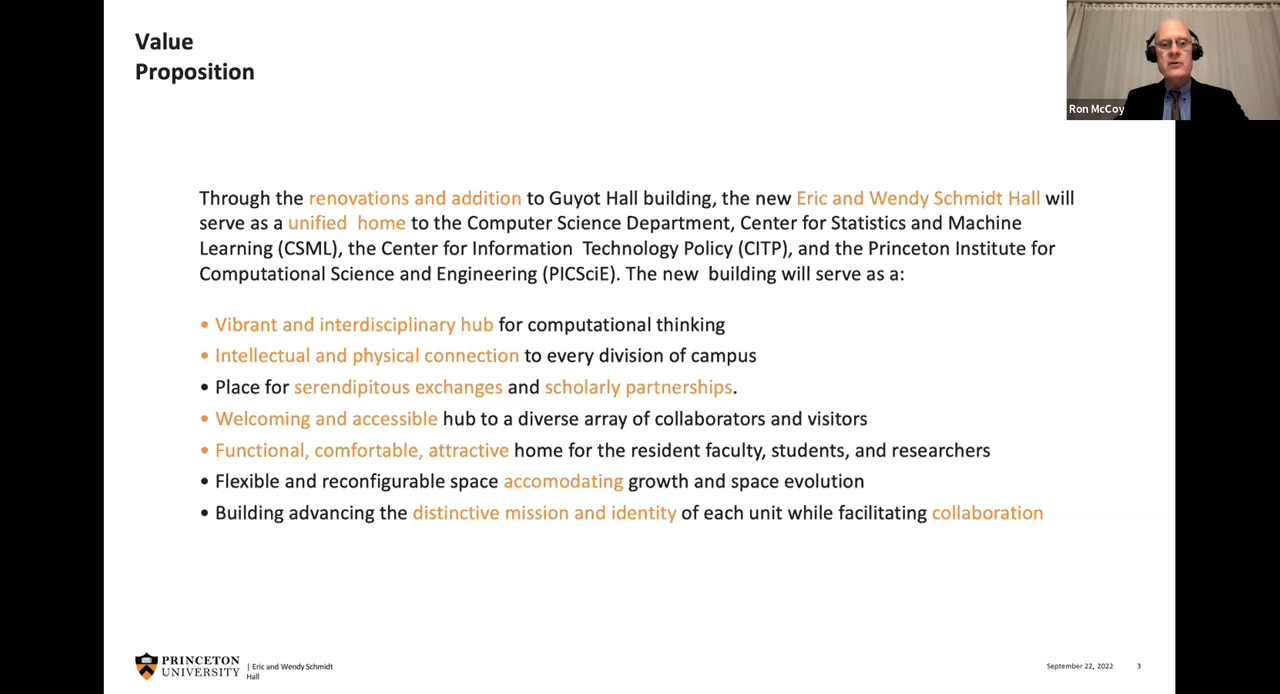 Value
Proposition
Ron McCoy
Through the renovations and addition to Guyot Hall building, the new Eric and Wendy Schmidt Hall will
serve as a unified home to the Computer Science Department, Center for Statistics and Machine
Learning (CSML), the Center for Information Technology Policy (CITP), and the Princeton Institute for
Computational Science and Engineering (PICSciE). The new building will serve as a:
• Vibrant and interdisciplinary hub for computational thinking
• Intellectual and physical connection to every division of campus
• Place for serendipitous exchanges and scholarly partnerships.
• Welcoming and accessible hub to a diverse array of collaborators and visitors
• Functional, comfortable, attractive home for the resident faculty, students, and researchers
• Flexible and reconfigurable space accomodating growth and space evolution
• Building advancing the distinctive mission and identity of each unit while facilitating collaboration
PRINCETON
UNIVERSITY
| Eric and Wendy Schmidt
Hall
September 22, 2022 3